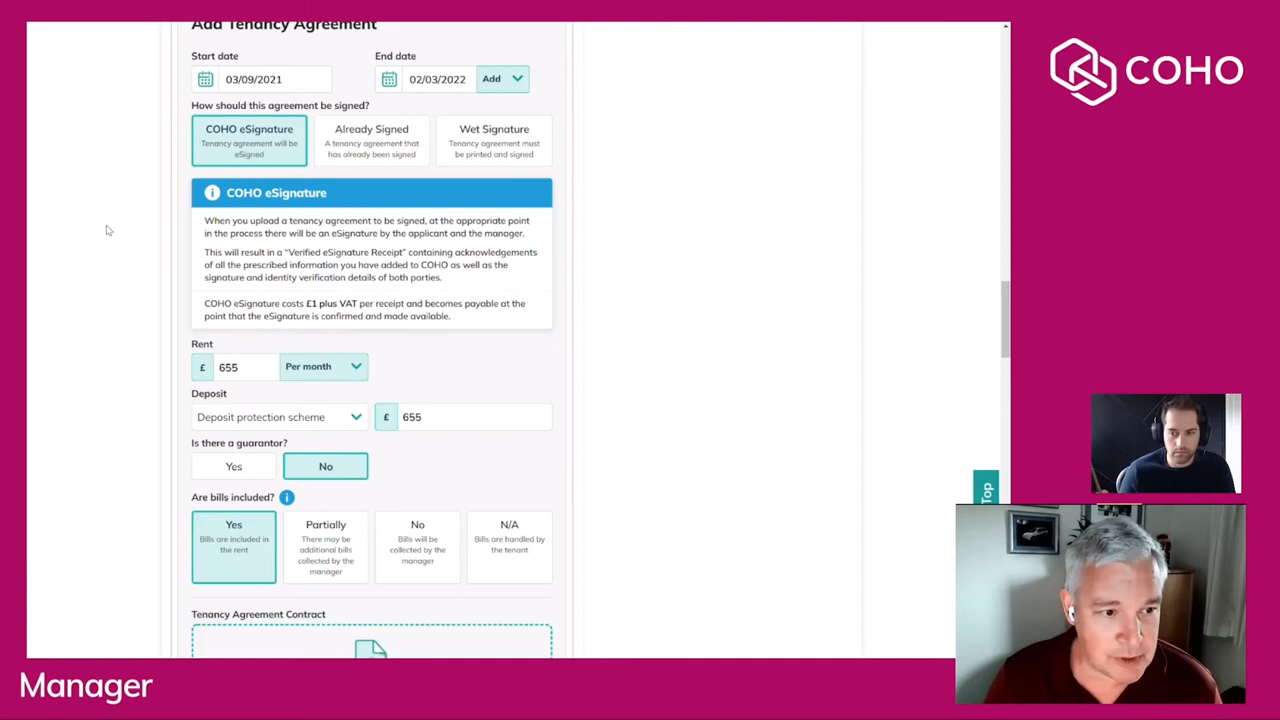 Add Tenancy Agreement
Start date
End date
03/09/2021
02/03/2022
Add
How should this agreement be signed?
COHO eSignature
Tenancy agreement will be
eSigned
Already Signed
A tenancy agreement that
has already been signed
Wet Signature
Tenancy agreement must
be printed and signed
COHO eSignature
When you upload a tenancy agreement to be signed, at the appropriate point
in the process there will be an eSignature by the applicant and the manager.
This will result in a “Verified eSignature Receipt” containing acknowledgements
of all the prescribed information you have added to COHO as well as the
signature and identity verification details of both parties.
COHO eSignature costs £1 plus VAT per receipt and becomes payable at the
point that the eSignature is confirmed and made available.
Rent
£ 655 Per month
Deposit
Deposit protection scheme
£ 655
Is there a guarantor?
Yes
No
Are bills included?
Yes
Bills are included in
the rent
Partially
There may be
additional bills
collected by the
manager
No
Bills will be
collected by the
manager
N/A
Bills are handled by
the tenant
Tenancy Agreement Contract
Top
COHO
Manager